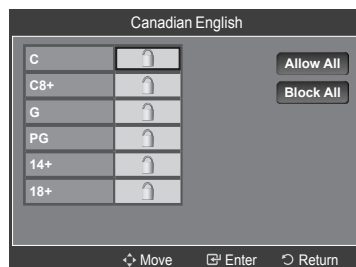 Canadian English
C
Allow All
C8+
Block All
G
PG
14+
18+
Move Enter Return